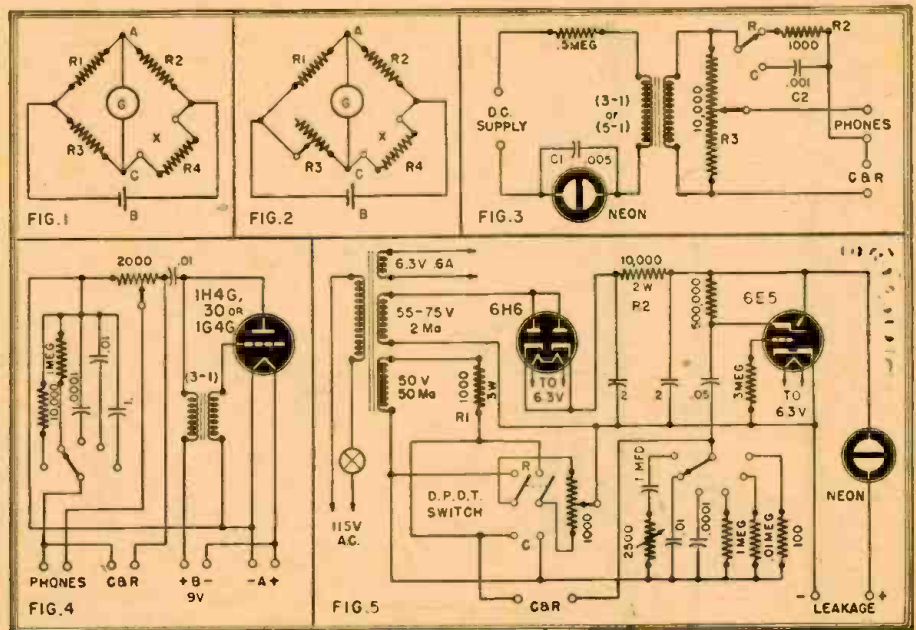 A
R1
R2
G
X
R3
R4
C
B
FIG.1
A
R1
R2
G
X
R3
R4
C
B
FIG.2
.5MEG
R
R2
1000
C
.001
C2
(3-1)
or
(5-1)
10,000
R3
D.C.
SUPPLY
PHONES
C1
.005
C&R
NEON
FIG.3
2000
.01
1H4G,
30 OR
1G4G
10,000
1MEG
.0001
.01
1.
(3-1)
PHONES
C&R
+B-
9V
-A+
FIG.4
6.3V .6A
55-75V
2 Ma
50 V
50 Ma
1000
3W
R1
6H6
TO
6.3V
10,000
2W
R2
500,000
6E5
3MEG
TO
6.3V
2
2
.05
115V
A.C.
R
D.P.D.T.
SWITCH
C
1000
1 MFD
2500
.01
.0001
1MEG
.01MEG
100
NEON
C&R
-
+
LEAKAGE
FIG.5